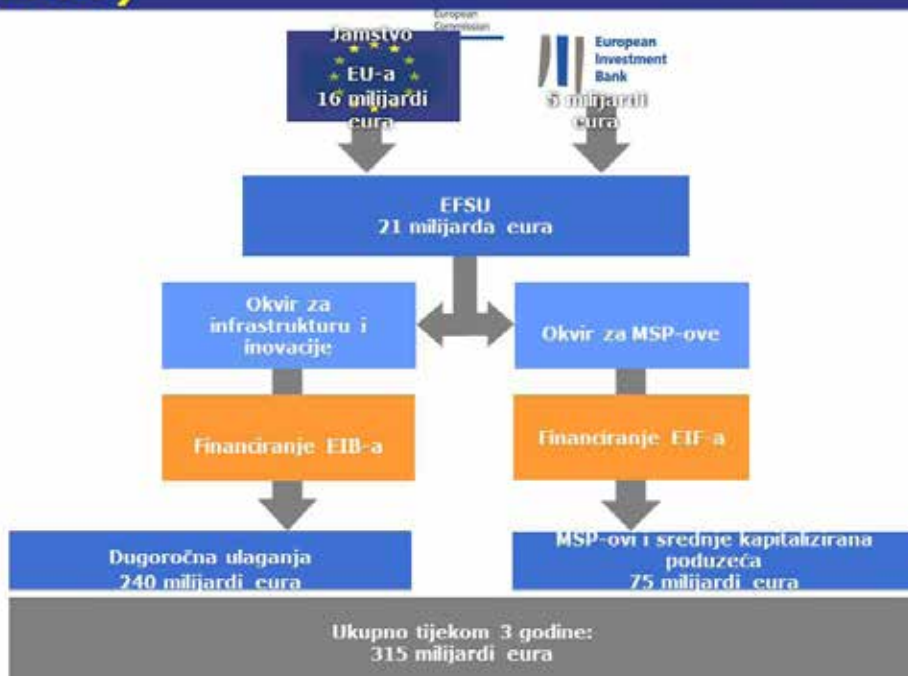 European
Commission
Jamstvo
EU-a
16 milijardi
eura
European
Investment
Bank
5 milijardi
eura
EFSU
21 milijarda eura
Okvir za
infrastrukturu i
inovacije
Okvir za MSP-ove
Financiranje EIB-a
Financiranje EIF-a
Dugoročna ulaganja
240 milijardi eura
MSP-ovi i srednje kapitalizirana
poduzeća
75 milijardi eura
Ukupno tijekom 3 godine:
315 milijardi eura